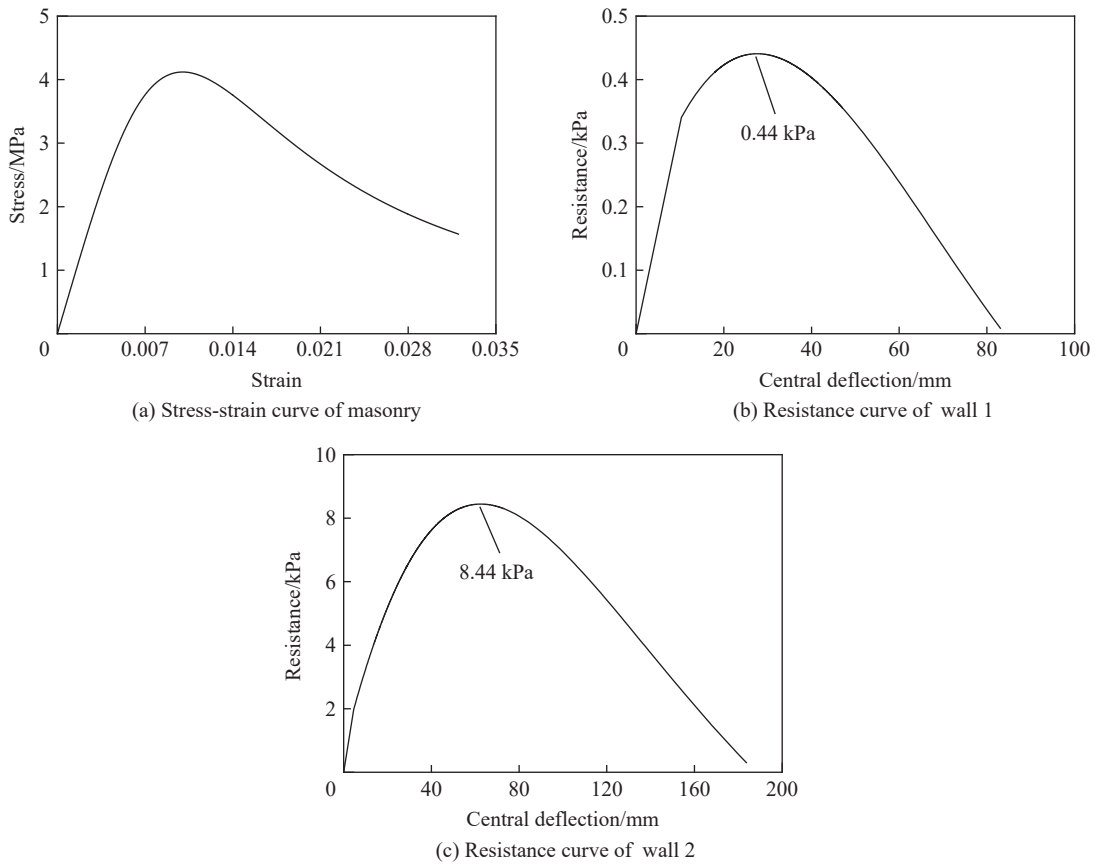 5
4
3
2
1
0
Stress/MPa
0.007 0.014 0.021 0.028 0.035
Strain
(a) Stress-strain curve of masonry
0.5
0.4
0.3
0.2
0.1
0
Resistance/kPa
0.44 kPa
20 40 60 80 100
Central deflection/mm
(b) Resistance curve of wall 1
10
8
6
4
2
0
Resistance/kPa
8.44 kPa
40 80 120 160 200
Central deflection/mm
(c) Resistance curve of wall 2